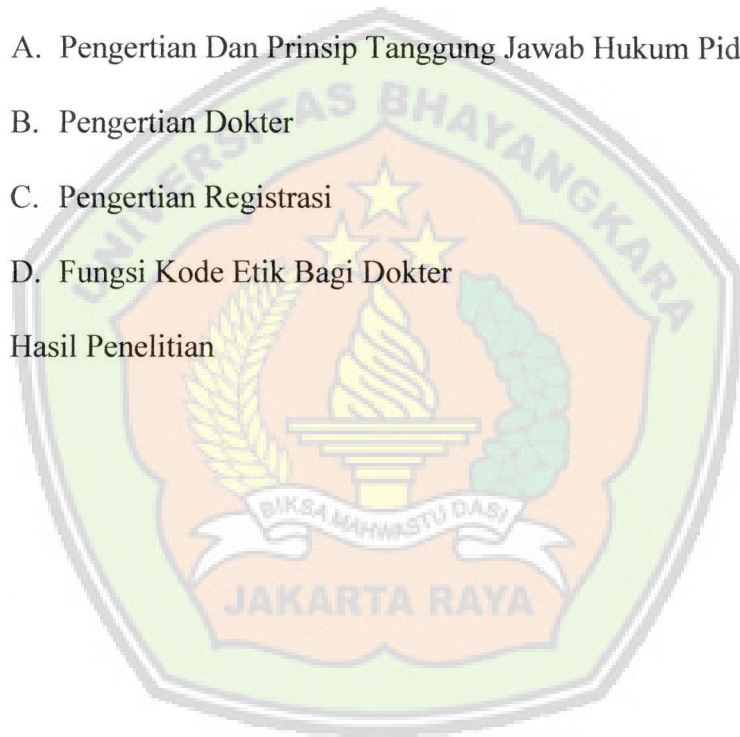 A. Pengertian Dan Prinsip Tanggung Jawab Hukum Pid
B. Pengertian Dokter
C. Pengertian Registrasi
D. Fungsi Kode Etik Bagi Dokter
Hasil Penelitian
UNIVERSITAS BHAYANGKARA
BIKSA MAHWASTU DASI
JAKARTA RAYA